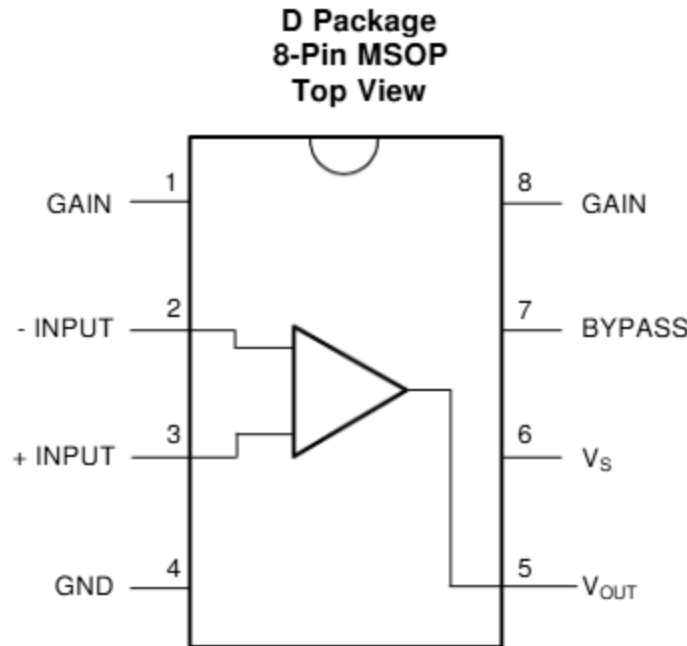 D Package
8-Pin MSOP
Top View
1
8
GAIN
GAIN
2
7
- INPUT
BYPASS
3
6
+ INPUT
VS
4
5
GND
VOUT